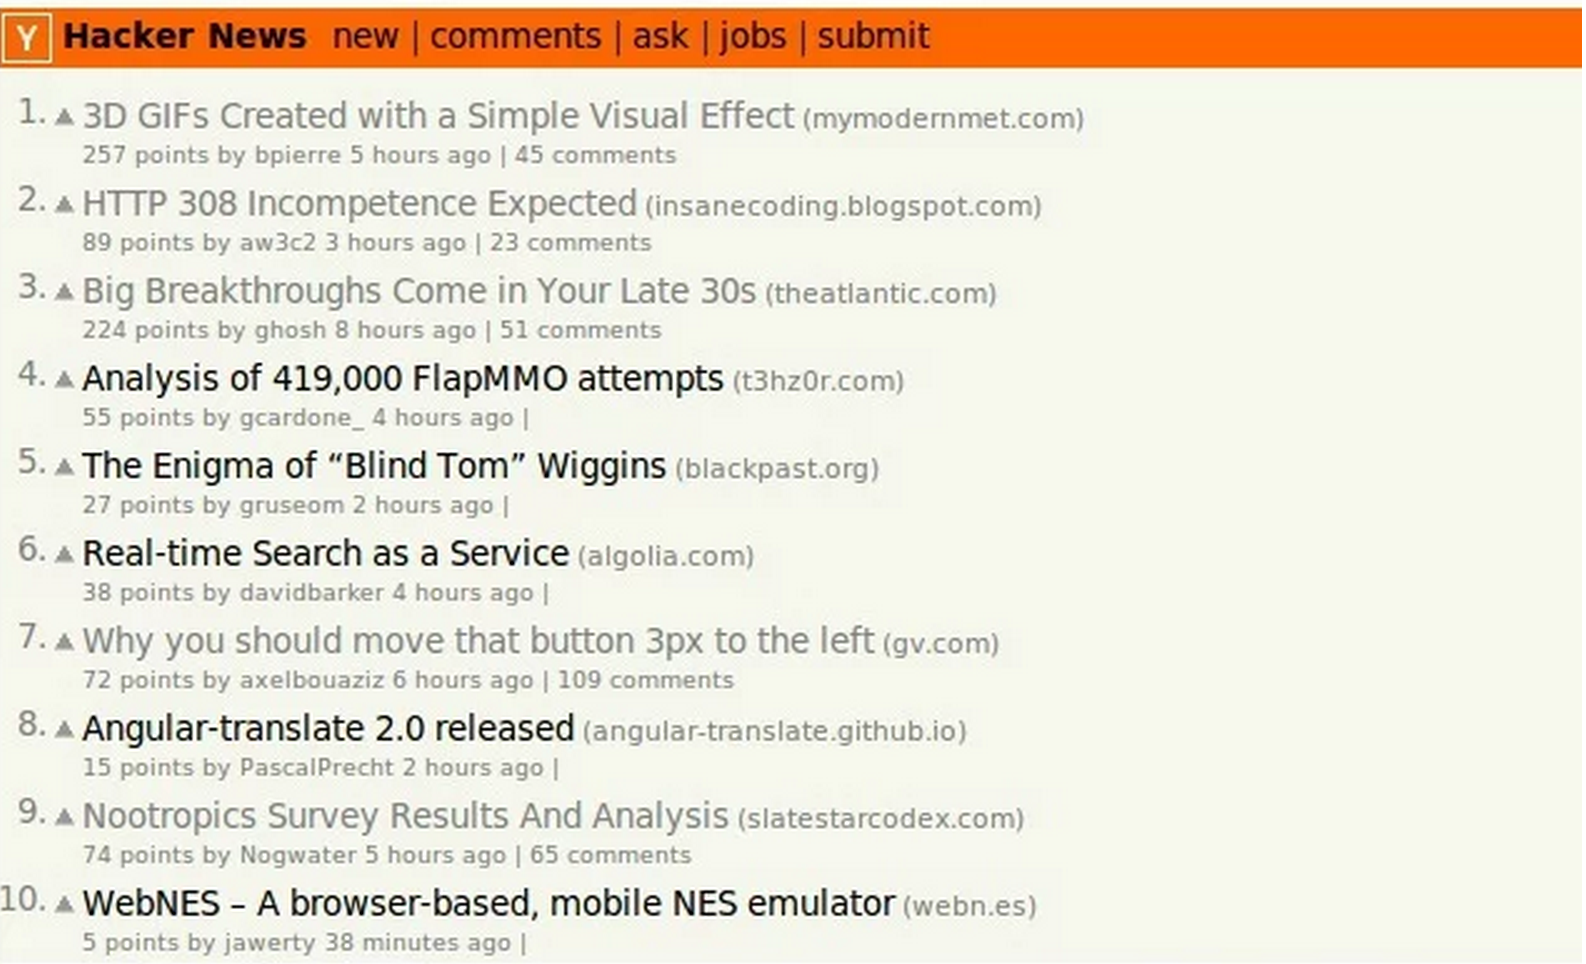 Y Hacker News new | comments | ask | jobs | submit
1. ▲ 3D GIFs Created with a Simple Visual Effect (mymodernmet.com)
257 points by bpierre 5 hours ago | 45 comments
2. ▲ HTTP 308 Incompetence Expected (insanecoding.blogspot.com)
89 points by aw3c2 3 hours ago | 23 comments
3. ▲ Big Breakthroughs Come in Your Late 30s (theatlantic.com)
224 points by ghosh 8 hours ago | 51 comments
4. ▲ Analysis of 419,000 FlapMMO attempts (t3hz0r.com)
55 points by gcardone_ 4 hours ago |
5. ▲ The Enigma of “Blind Tom” Wiggins (blackpast.org)
27 points by gruseom 2 hours ago |
6. ▲ Real-time Search as a Service (algolia.com)
38 points by davidbarker 4 hours ago |
7. ▲ Why you should move that button 3px to the left (gv.com)
72 points by axelbouaziz 6 hours ago | 109 comments
8. ▲ Angular-translate 2.0 released (angular-translate.github.io)
15 points by PascalPrecht 2 hours ago |
9. ▲ Nootropics Survey Results And Analysis (slatestarcodex.com)
74 points by Nogwater 5 hours ago | 65 comments
10. ▲ WebNES – A browser-based, mobile NES emulator (webn.es)
5 points by jawerty 38 minutes ago |